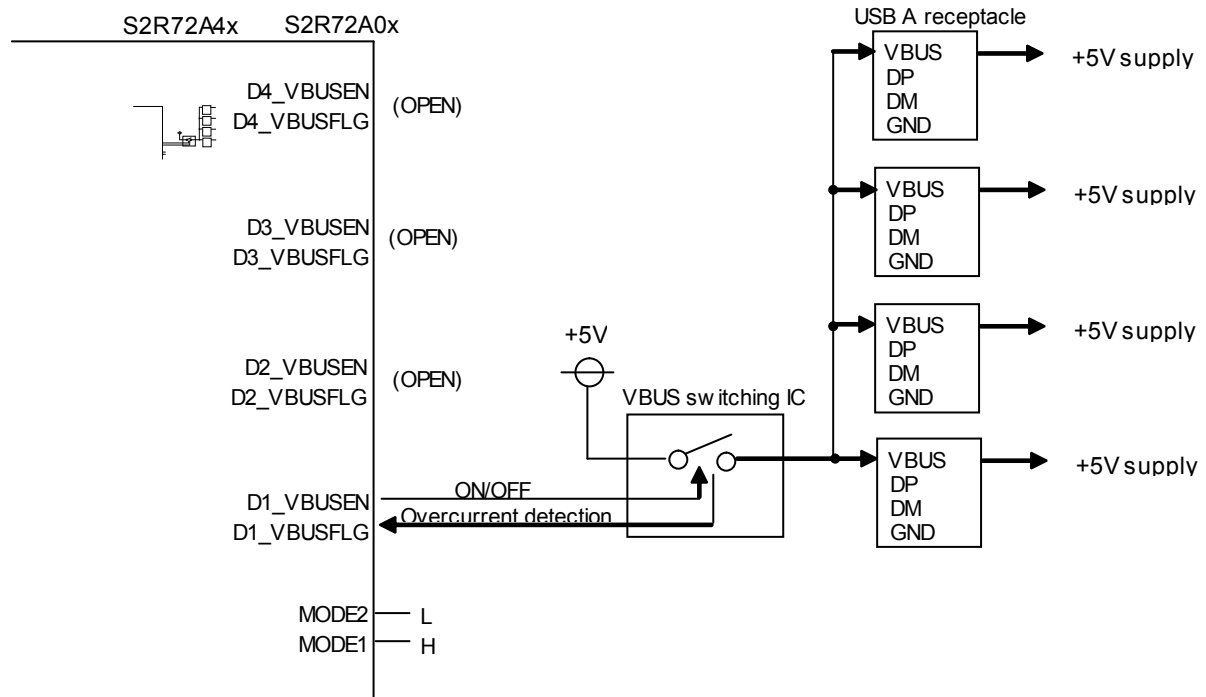 S2R72A4x S2R72A0x
USB A receptacle
D4_VBUSEN
D4_VBUSFLG
(OPEN)
VBUS
DP
DM
GND
+5V supply
D3_VBUSEN
D3_VBUSFLG
(OPEN)
VBUS
DP
DM
GND
+5V supply
D2_VBUSEN
D2_VBUSFLG
(OPEN)
+5V
VBUS
DP
DM
GND
+5V supply
VBUS switching IC
D1_VBUSEN
D1_VBUSFLG
ON/OFF
Overcurrent detection
VBUS
DP
DM
GND
+5V supply
MODE2 L
MODE1 H